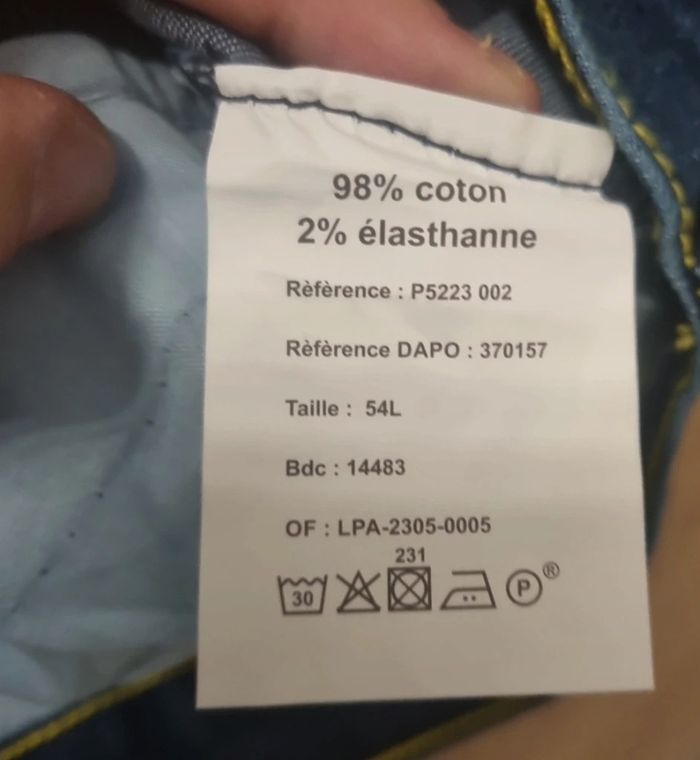 98% coton
2% élasthanne
Rèfèrence : P5223 002
Rèfèrence DAPO : 370157
Taille : 54L
Bdc : 14483
OF : LPA-2305-0005
231
30 P®